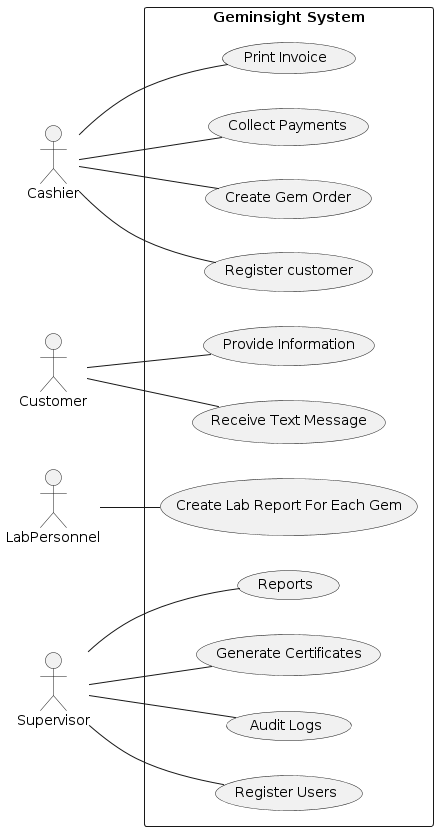 Geminsight System
Print Invoice
Collect Payments
Cashier
Create Gem Order
Register customer
Provide Information
Customer
Receive Text Message
Create Lab Report For Each Gem
LabPersonnel
Reports
Generate Certificates
Supervisor
Audit Logs
Register Users